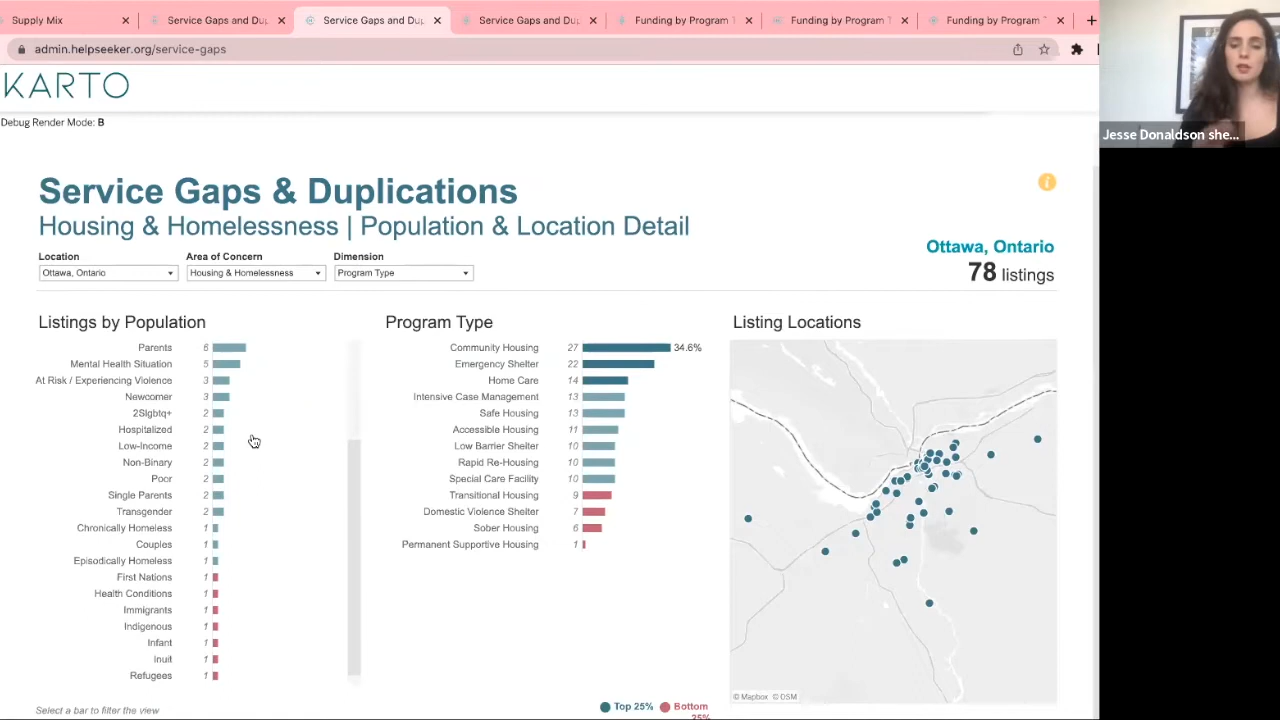 Supply Mix
Service Gaps and Dup
Service Gaps and Dup
Service Gaps and Dup
Funding by Program T
Funding by Program T
Funding by Program T
admin.helpseeker.org/service-gaps
KARTO
Debug Render Mode: B
Service Gaps & Duplications
Housing & Homelessness | Population & Location Detail
Location
Area of Concern
Dimension
Ottawa, Ontario
Housing & Homelessness
Program Type
Ottawa, Ontario
78 listings
Listings by Population
Parents 6
Mental Health Situation 5
At Risk / Experiencing Violence 3
Newcomer 3
2Slgbtq+ 2
Hospitalized 2
Low-Income 2
Non-Binary 2
Poor 2
Single Parents 2
Transgender 2
Chronically Homeless 1
Couples 1
Episodically Homeless 1
First Nations 1
Health Conditions 1
Immigrants 1
Indigenous 1
Infant 1
Inuit 1
Refugees 1
Select a bar to filter the view
Program Type
Community Housing 27 34.6%
Emergency Shelter 22
Home Care 14
Intensive Case Management 13
Safe Housing 13
Accessible Housing 11
Low Barrier Shelter 10
Rapid Re-Housing 10
Special Care Facility 10
Transitional Housing 9
Domestic Violence Shelter 7
Sober Housing 6
Permanent Supportive Housing 1
Top 25% Bottom
25%
Listing Locations
© Mapbox © OSM
Jesse Donaldson she...